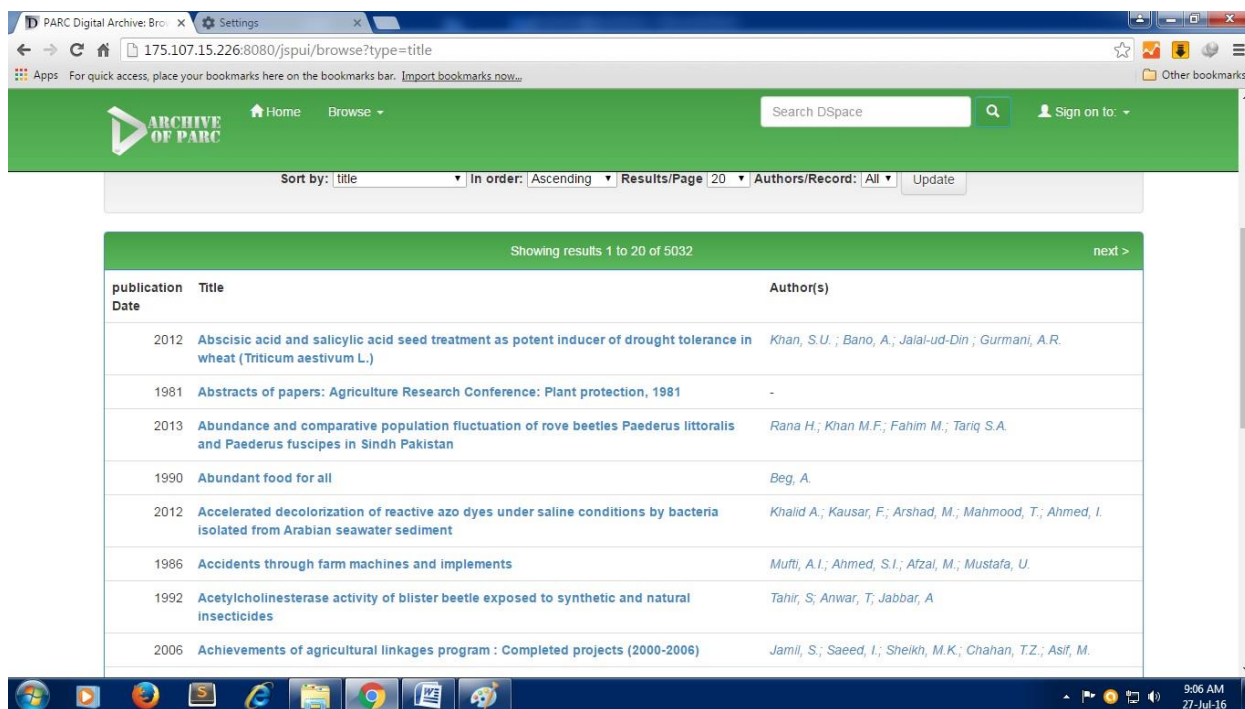 PARC Digital Archive: Bro
Settings
175.107.15.226:8080/jspui/browse?type=title
Apps For quick access, place your bookmarks here on the bookmarks bar. Import bookmarks now... Other bookmarks
ARCHIVE OF PARC
Home Browse Search DSpace Sign on to:
Sort by: title In order: Ascending Results/Page 20 Authors/Record: All Update
Showing results 1 to 20 of 5032 next >
publication Title Author(s)
Date
2012 Abscisic acid and salicylic acid seed treatment as potent inducer of drought tolerance in Khan, S.U. ; Bano, A.; Jalal-ud-Din ; Gurmani, A.R.
wheat (Triticum aestivum L.)
1981 Abstracts of papers: Agriculture Research Conference: Plant protection, 1981 -
2013 Abundance and comparative population fluctuation of rove beetles Paederus littoralis Rana H.; Khan M.F.; Fahim M.; Tariq S.A.
and Paederus fuscipes in Sindh Pakistan
1990 Abundant food for all Beg, A.
2012 Accelerated decolorization of reactive azo dyes under saline conditions by bacteria Khalid A.; Kausar, F.; Arshad, M.; Mahmood, T.; Ahmed, I.
isolated from Arabian seawater sediment
1986 Accidents through farm machines and implements Mufti, A.I.; Ahmed, S.I.; Afzal, M.; Mustafa, U.
1992 Acetylcholinesterase activity of blister beetle exposed to synthetic and natural Tahir, S; Anwar, T; Jabbar, A
insecticides
2006 Achievements of agricultural linkages program : Completed projects (2000-2006) Jamil, S.; Saeed, I.; Sheikh, M.K.; Chahan, T.Z.; Asif, M.
9:06 AM
27-Jul-16